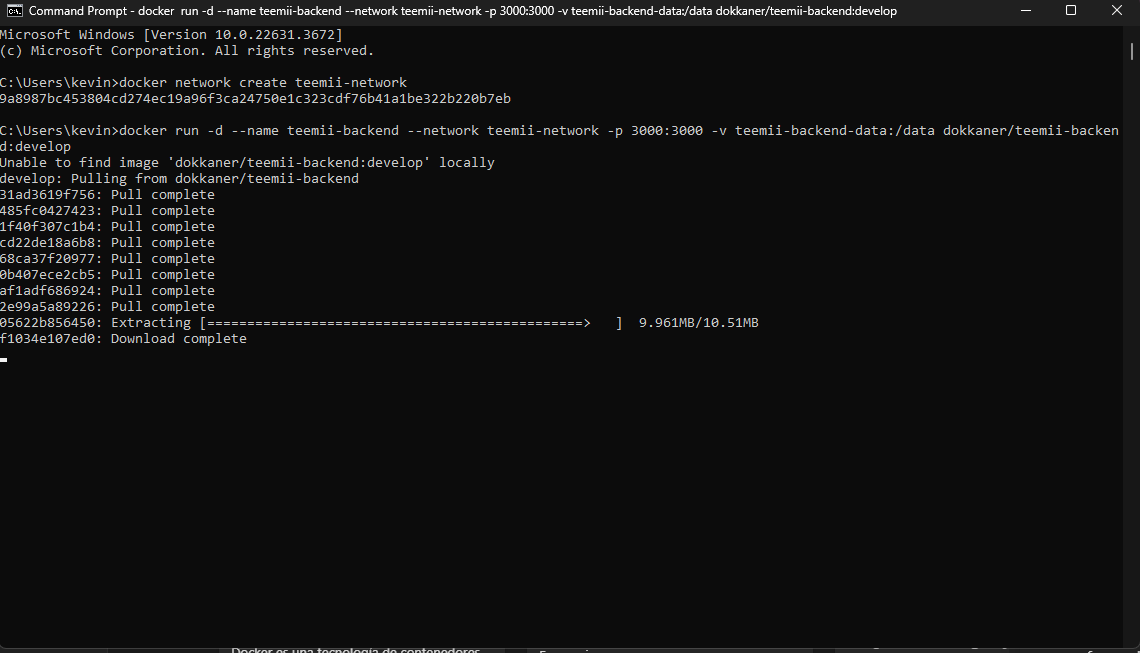 Command Prompt - docker run -d --name teemii-backend --network teemii-network -p 3000:3000 -v teemii-backend-data:/data dokkaner/teemii-backend:develop
Microsoft Windows [Version 10.0.22631.3672]
(c) Microsoft Corporation. All rights reserved.
C:\Users\kevin>docker network create teemii-network
9a8987bc453804cd274ec19a96f3ca24750e1c323cdf76b41a1be322b220b7eb
C:\Users\kevin>docker run -d --name teemii-backend --network teemii-network -p 3000:3000 -v teemii-backend-data:/data dokkaner/teemii-backen
d:develop
Unable to find image 'dokkaner/teemii-backend:develop' locally
develop: Pulling from dokkaner/teemii-backend
31ad3619f756: Pull complete
485fc0427423: Pull complete
1f40f307c1b4: Pull complete
cd22de18a6b8: Pull complete
68ca37f20977: Pull complete
0b407ece2cb5: Pull complete
af1adf686924: Pull complete
2e99a5a89226: Pull complete
05622b856450: Extracting [===============================================>   ]  9.961MB/10.51MB
f1034e107ed0: Download complete
Docker es una tecnología de contenedores